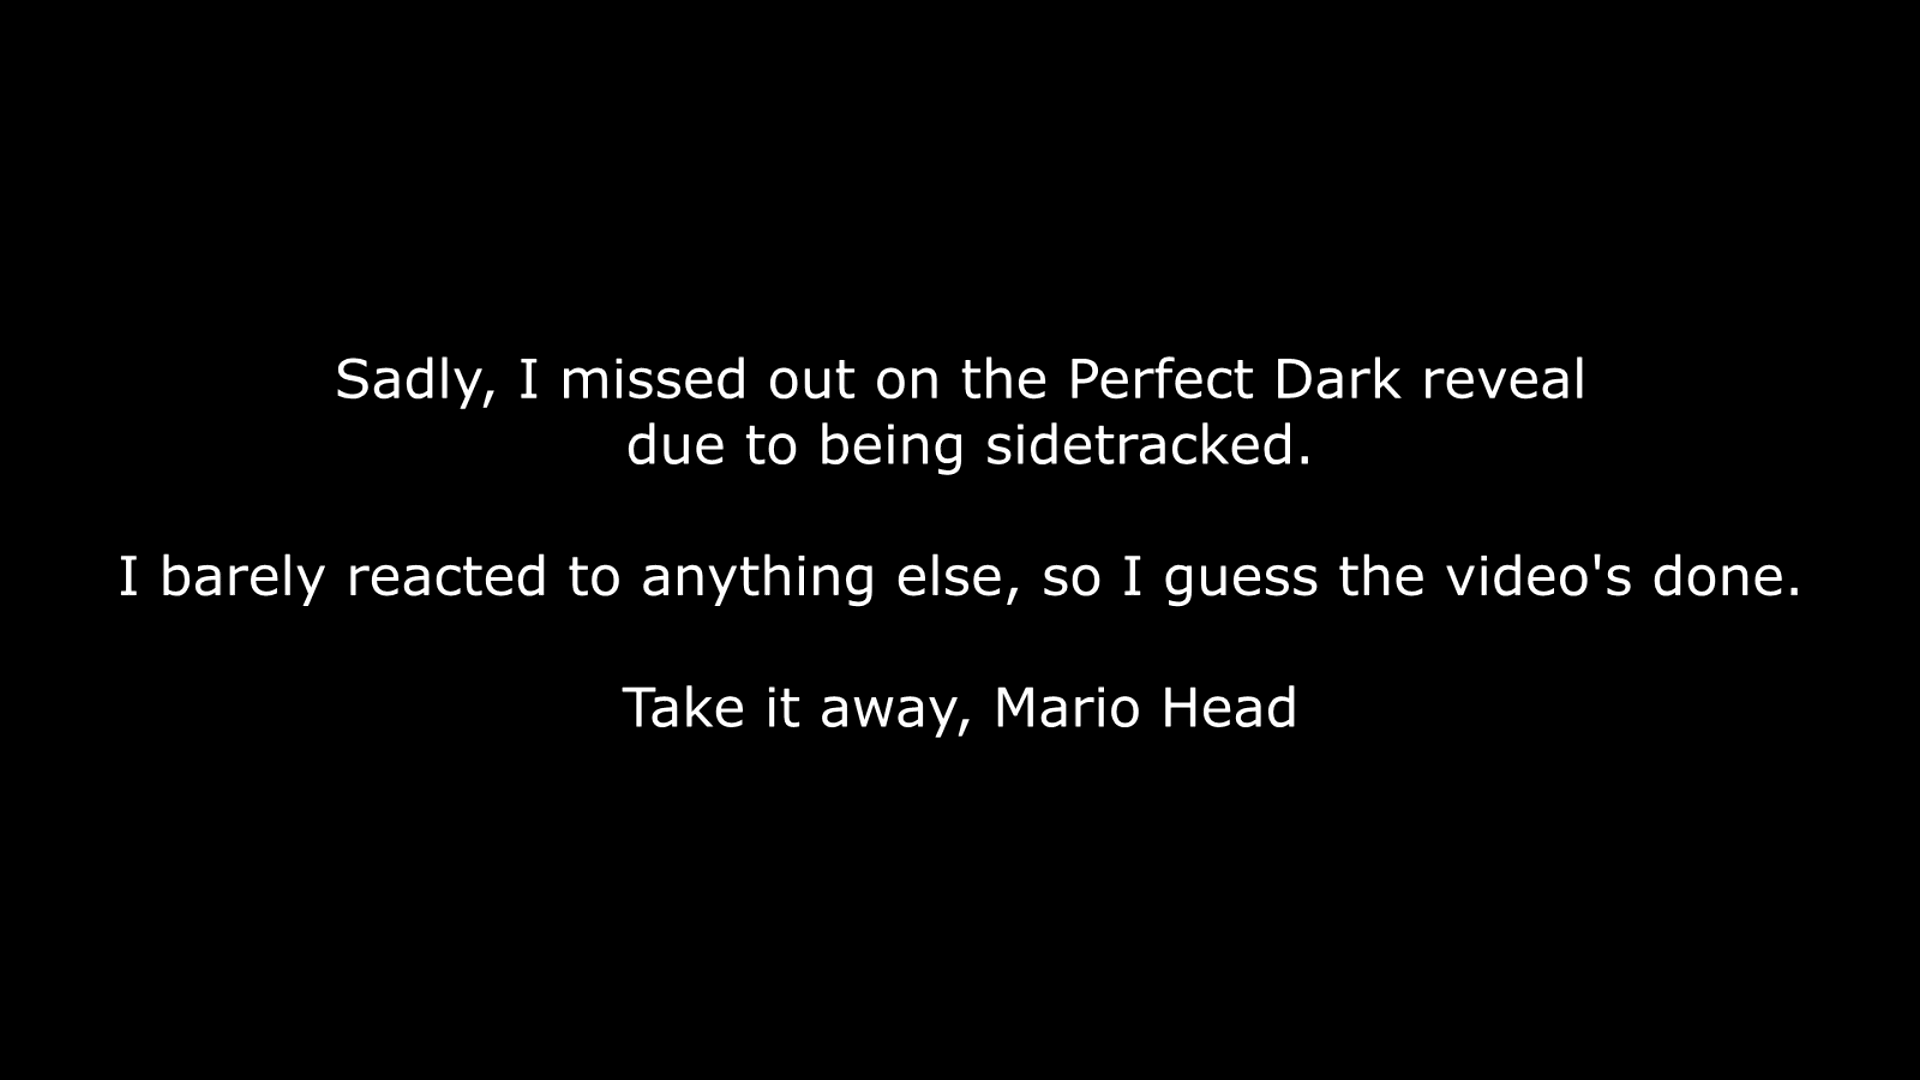 Sadly, I missed out on the Perfect Dark reveal
due to being sidetracked.
I barely reacted to anything else, so I guess the video's done.
Take it away, Mario Head